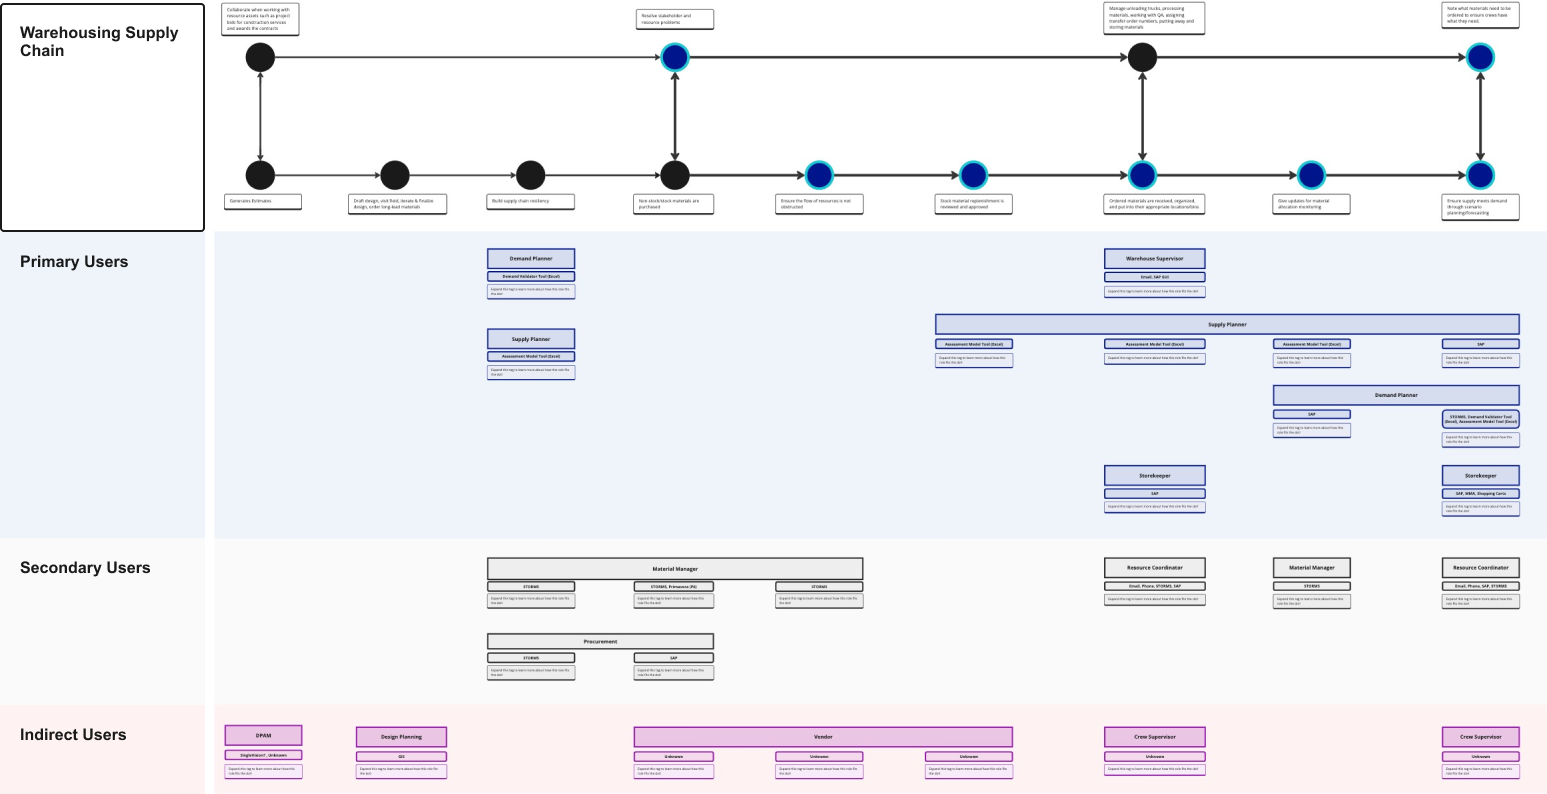 Warehousing Supply
Chain
Collaborate when working with
resource assets such as project
bids for construction services
and awards the contracts
Resolve stakeholder and
resource problems
Manage unloading trucks, processing
materials, working with QA, assigning
transfer order numbers, putting away and
storing materials
Note what materials need to be
ordered to ensure crews have
what they need.
Generates Estimates
Draft design, visit field, iterate & finalize
design, order long-lead materials
Build supply chain resiliency
Non-stock/stock materials are
purchased
Ensure the flow of resources is not
obstructed
Stock material replenishment is
reviewed and approved
Ordered materials are received, organized,
and put into their appropriate locations/bins
Give updates for material
allocation monitoring
Ensure supply meets demand
through scenario
planning/forecasting
Primary Users
Demand Planner
Demand Validator Tool (Excel)
Expand this tag to learn more about how this role fits
the slot!
Warehouse Supervisor
Email, SAP GUI
Expand this tag to learn more about how this role fits the slot!
Supply Planner
Assessment Model Tool (Excel)
Expand this tag to learn more about how this role fits
the slot!
Supply Planner
Assessment Model Tool (Excel)
Expand this tag to learn more about how this
role fits the slot!
Assessment Model Tool (Excel)
Expand this tag to learn more about how this role fits the slot!
Assessment Model Tool (Excel)
Expand this tag to learn more about how this
role fits the slot!
SAP
Expand this tag to learn more about how this
role fits the slot!
Demand Planner
SAP
Expand this tag to learn more about how this
role fits the slot!
STORMS, Demand Validator Tool
(Excel), Assessment Model Tool (Excel)
Expand this tag to learn more about how this
role fits the slot!
Storekeeper
SAP
Expand this tag to learn more about how this role fits the slot!
Storekeeper
SAP, MMR, Shopping Carts
Expand this tag to learn more about how this
role fits the slot!
Secondary Users
Material Manager
STORMS
Expand this tag to learn more about how this role fits
the slot!
STORMS, Primavera (P6)
Expand this tag to learn more about how this
role fits the slot!
STORMS
Expand this tag to learn more about how this role fits
the slot!
Resource Coordinator
Email, Phone, STORMS, SAP
Expand this tag to learn more about how this
role fits the slot!
Material Manager
STORMS
Expand this tag to learn more about how this
role fits the slot!
Resource Coordinator
Email, Phone, SAP, STORMS
Expand this tag to learn more about how this
role fits the slot!
Procurement
STORMS
Expand this tag to learn more about how this role fits
the slot!
SAP
Expand this tag to learn more about how this
role fits the slot!
Indirect Users
DPAM
SingleVision?, Unknown
Expand this tag to learn more about how this
role fits the slot!
Design Planning
GIS
Expand this tag to learn more about how this role fits
the slot!
Vendor
Unknown
Expand this tag to learn more about how this
role fits the slot!
Unknown
Expand this tag to learn more about how this role fits
the slot!
Unknown
Expand this tag to learn more about how this role fits
the slot!
Crew Supervisor
Unknown
Expand this tag to learn more about how this
role fits the slot!
Crew Supervisor
Unknown
Expand this tag to learn more about how this
role fits the slot!